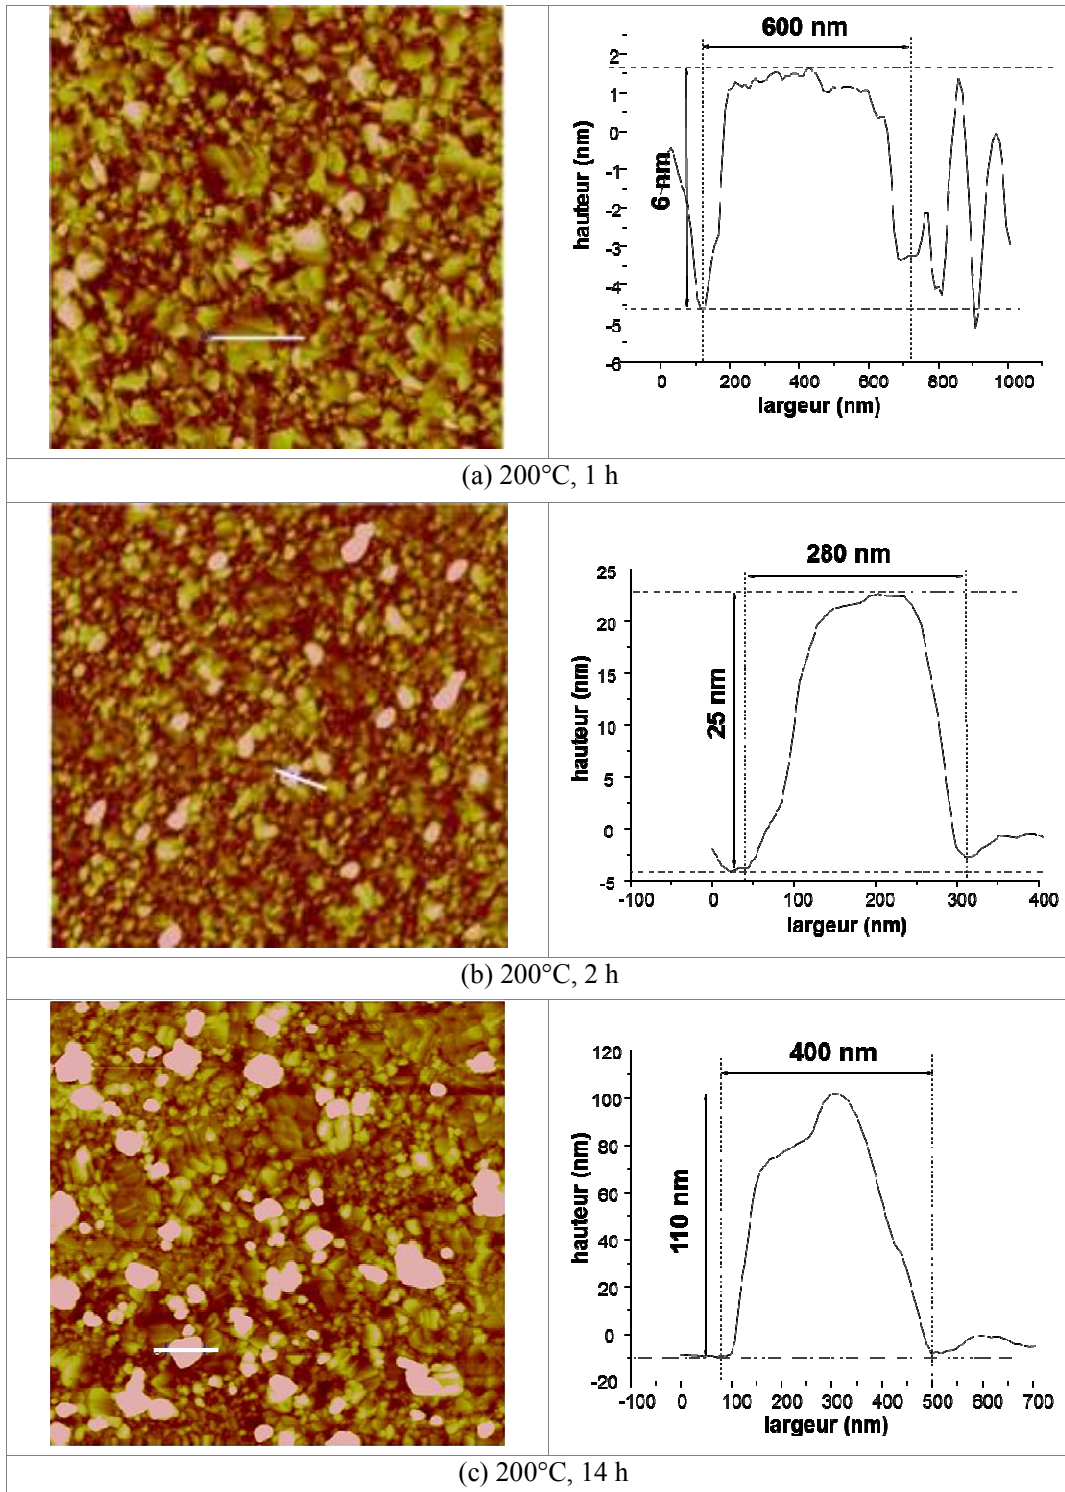 600 nm
2
1
0
-1
-2
-3
-4
-5
-6
6 nm
hauteur (nm)
0 200 400 600 800 1000
largeur (nm)
(a) 200°C, 1 h
280 nm
25
20
15
10
5
0
-5
25 nm
hauteur (nm)
-100 0 100 200 300 400
largeur (nm)
(b) 200°C, 2 h
400 nm
120
100
80
60
40
20
0
-20
110 nm
hauteur (nm)
-100 0 100 200 300 400 500 600 700
largeur (nm)
(c) 200°C, 14 h